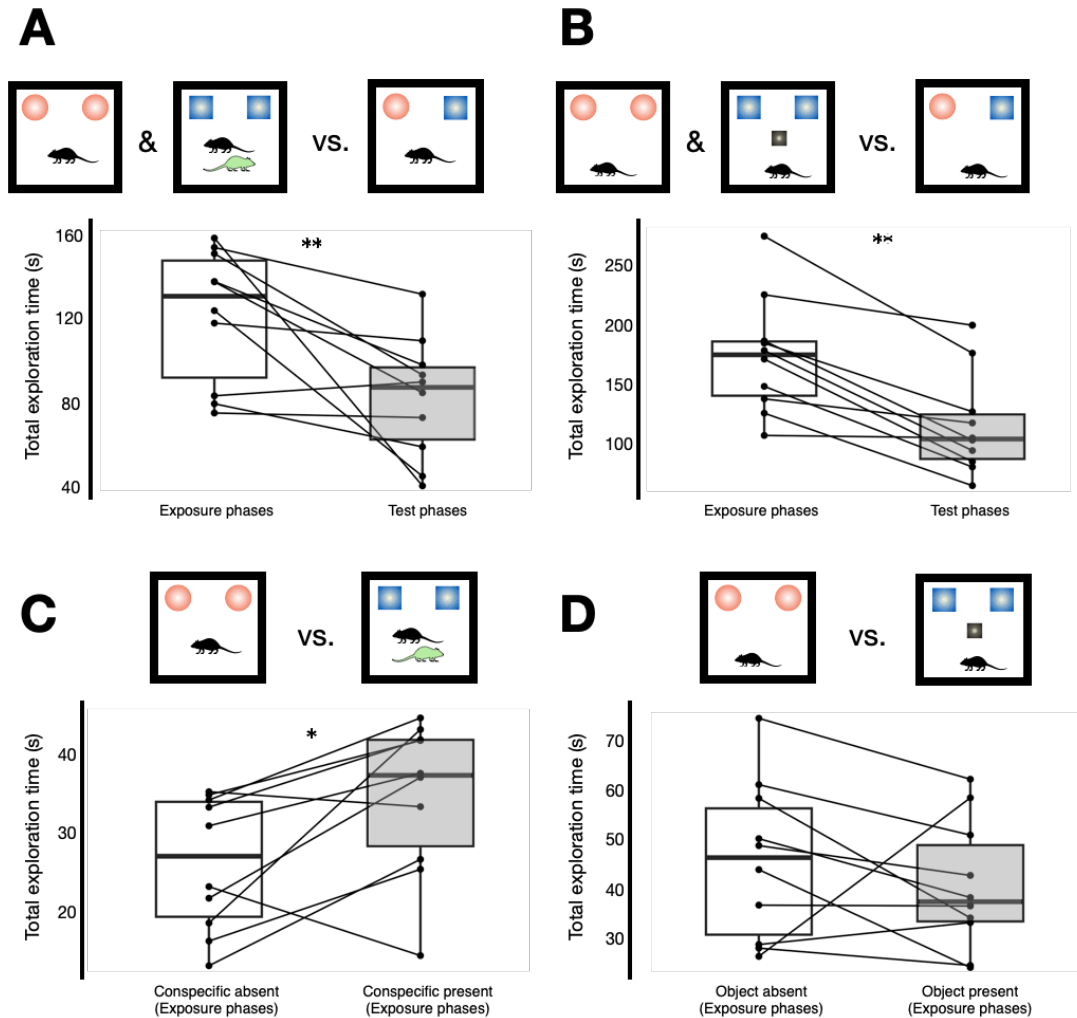 A
B
& vs.
& vs.
Total exploration time (s)
160
120
80
40
**
Exposure phases Test phases
Total exploration time (s)
250
200
150
100
**
Exposure phases Test phases
C
D
vs.
vs.
Total exploration time (s)
40
30
20
*
Conspecific absent Conspecific present
(Exposure phases) (Exposure phases)
Total exploration time (s)
70
60
50
40
30
Object absent Object present
(Exposure phases) (Exposure phases)